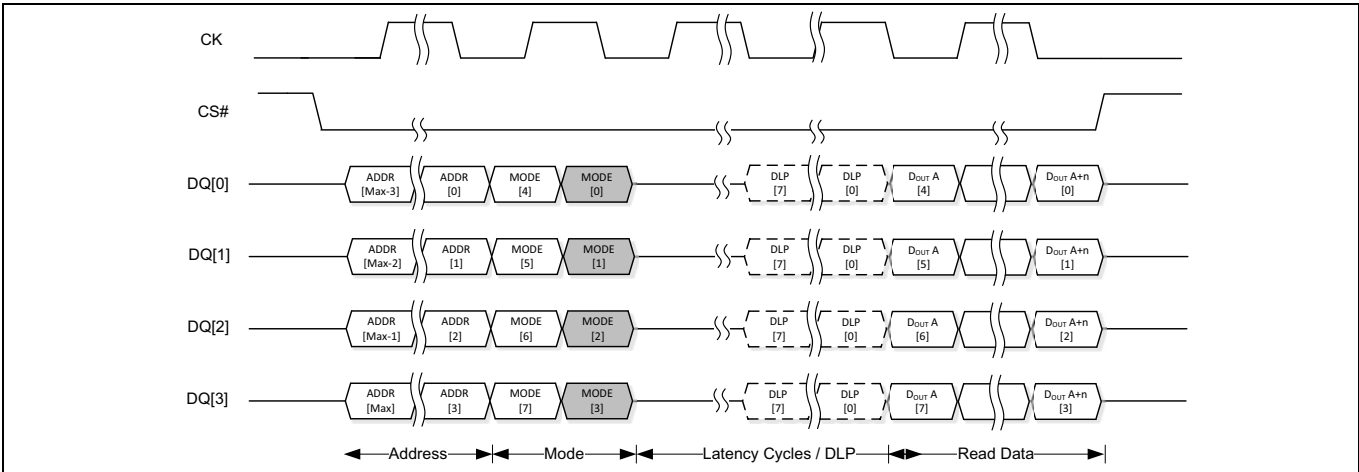 CK
CS#
DQ[0] ADDR [Max-3] ADDR [0] MODE [4] MODE [0] DLP [7] DLP [0] DOUT A [4] DOUT A+n [0]
DQ[1] ADDR [Max-2] ADDR [1] MODE [5] MODE [1] DLP [7] DLP [0] DOUT A [5] DOUT A+n [1]
DQ[2] ADDR [Max-1] ADDR [2] MODE [6] MODE [2] DLP [7] DLP [0] DOUT A [6] DOUT A+n [2]
DQ[3] ADDR [Max] ADDR [3] MODE [7] MODE [3] DLP [7] DLP [0] DOUT A [7] DOUT A+n [3]
Address Mode Latency Cycles / DLP Read Data